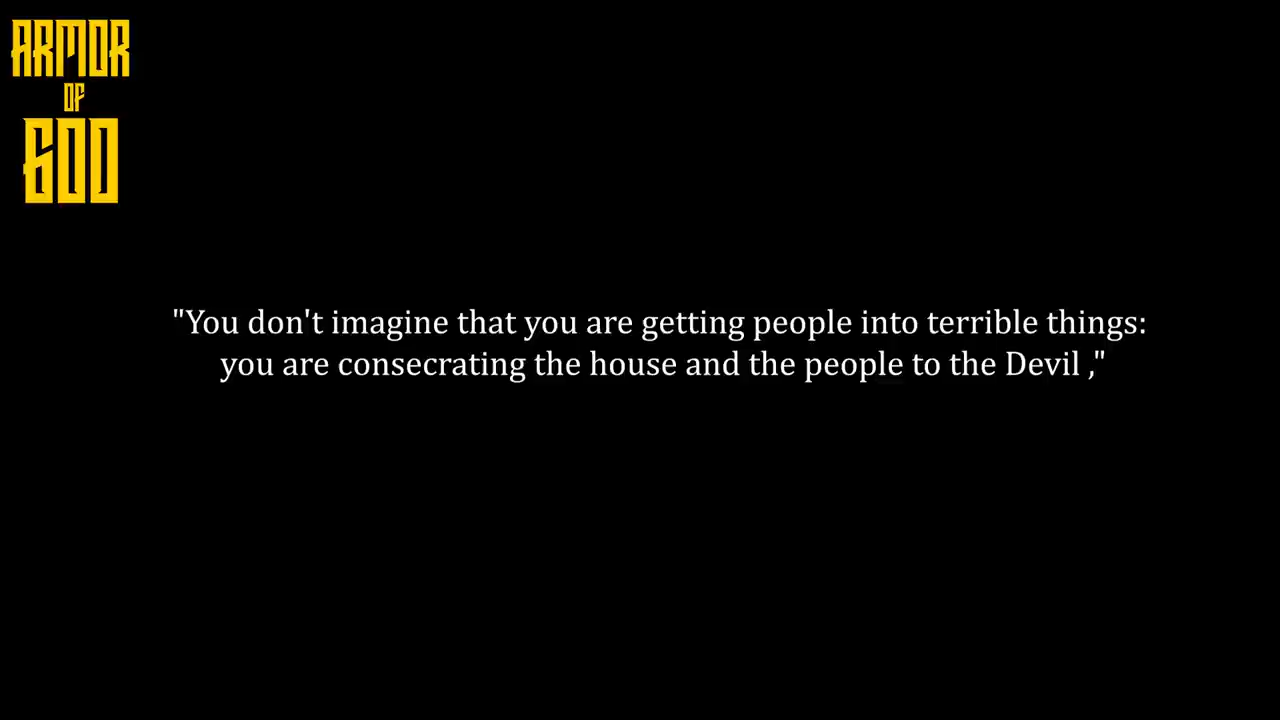 ARMOR
OF
GOD
"You don't imagine that you are getting people into terrible things:
you are consecrating the house and the people to the Devil ,"